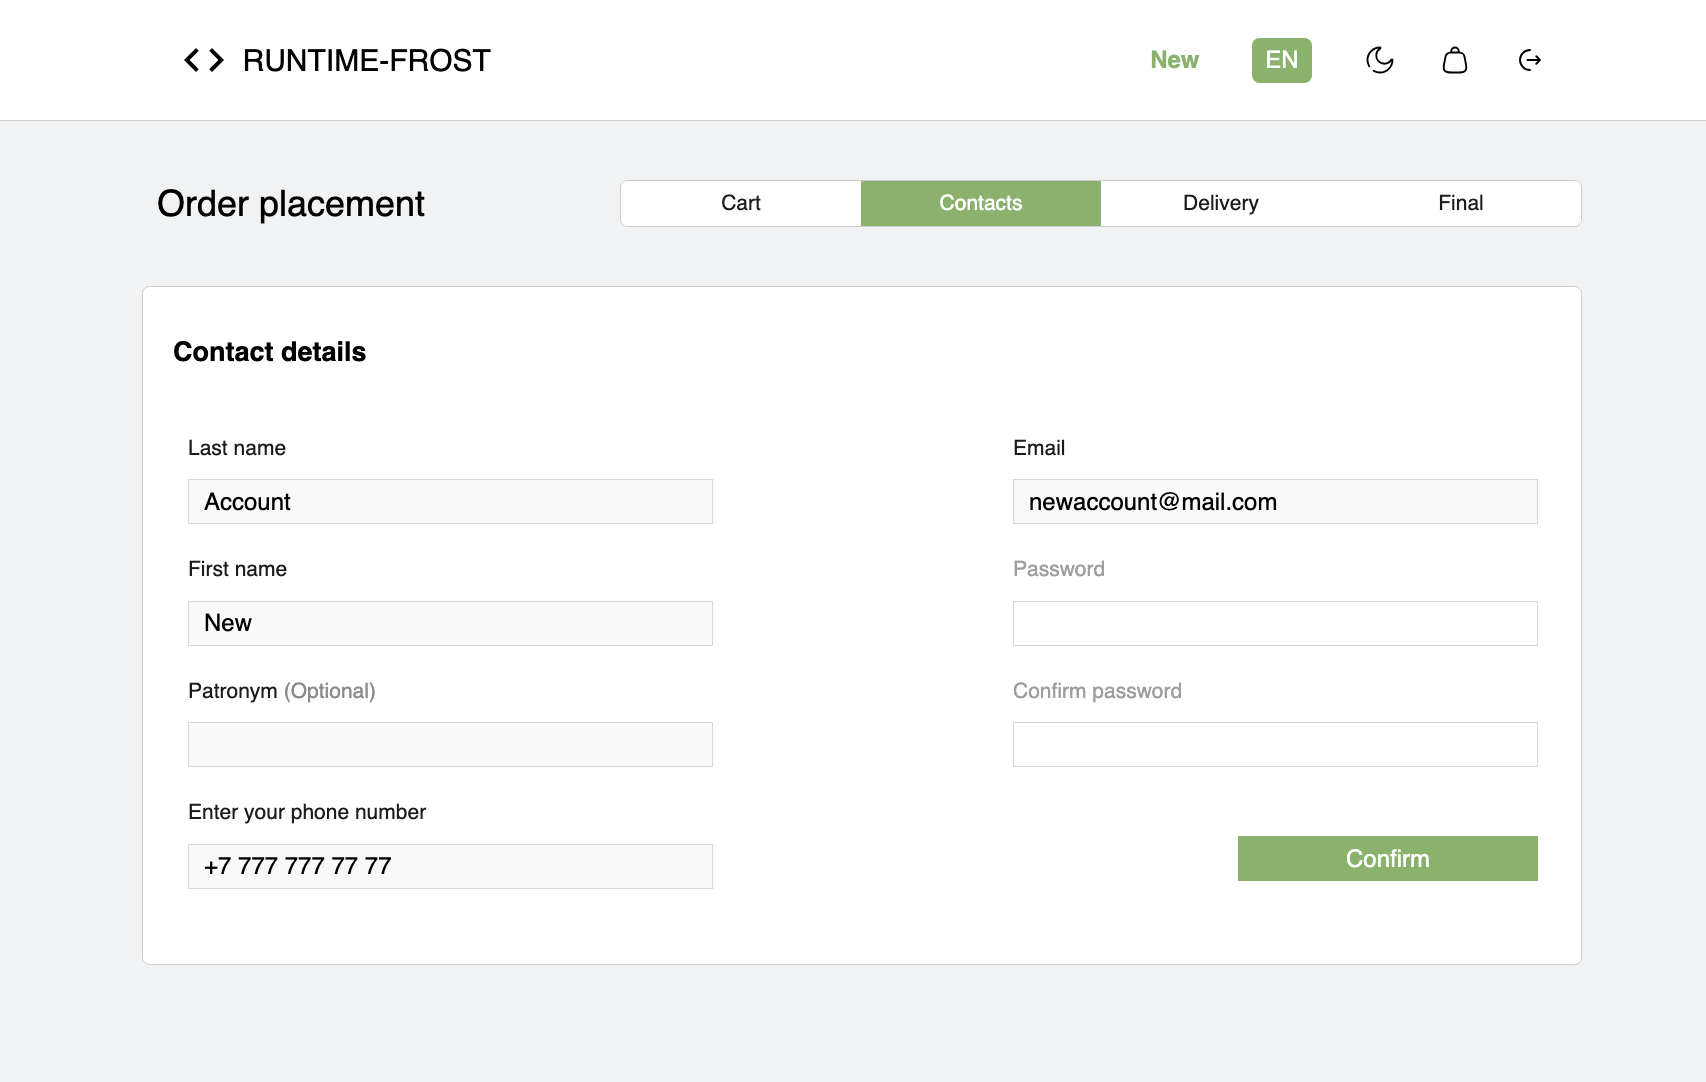 RUNTIME-FROST
New
EN
Order placement
Cart
Contacts
Delivery
Final
Contact details
Last name
Account
First name
New
Patronym (Optional)
Enter your phone number
+7 777 777 77 77
Email
newaccount@mail.com
Password
Confirm password
Confirm